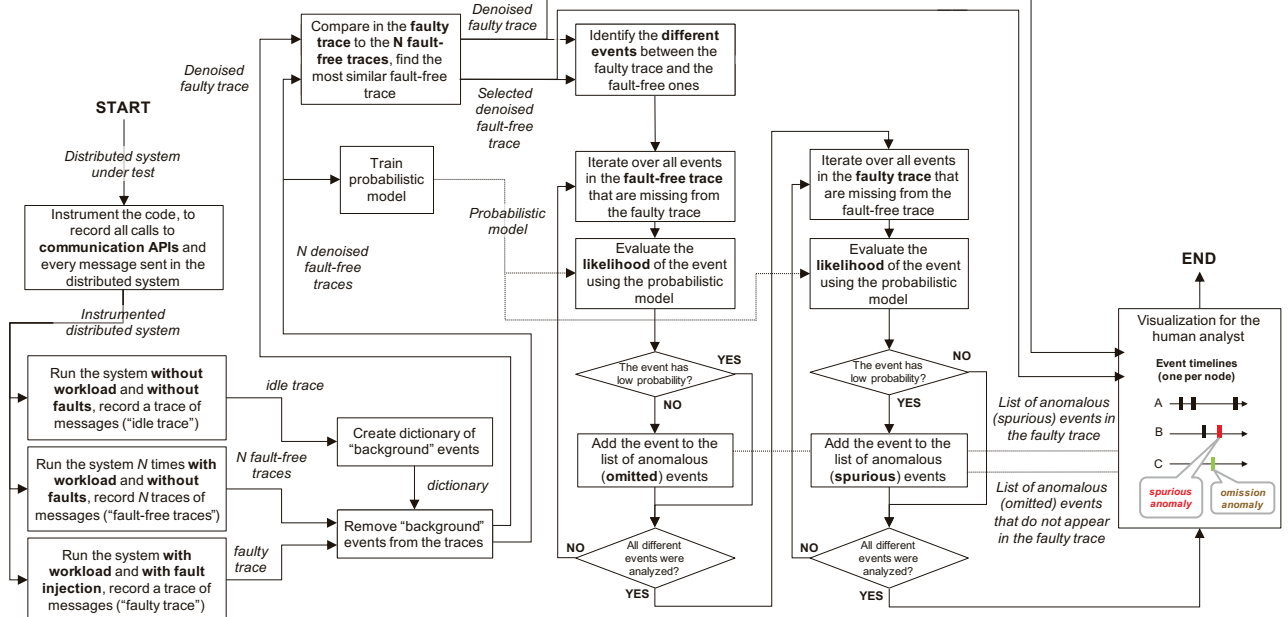 START
Distributed system
under test
Instrument the code, to
record all calls to
communication APIs and
every message sent in the
distributed system
Instrumented
distributed system
Run the system without
workload and without
faults, record a trace of
messages (“idle trace”)
Run the system N times with
workload and without
faults, record N traces of
messages (“fault-free traces”)
Run the system with
workload and with fault
injection, record a trace of
messages (“faulty trace”)
idle trace
N fault-free
traces
faulty
trace
Create dictionary of
“background” events
dictionary
Remove “background”
events from the traces
Denoised
faulty trace
N denoised
fault-free
traces
Compare in the faulty
trace to the N fault-
free traces, find the
most similar fault-free
trace
Train
probabilistic
model
Probabilistic
model
Denoised
faulty trace
Selected
denoised
fault-free
trace
Identify the different
events between the
faulty trace and the
fault-free ones
Iterate over all events
in the fault-free trace
that are missing from
the faulty trace
Evaluate the
likelihood of the event
using the probabilistic
model
The event has
low probability?
YES
NO
Add the event to the
list of anomalous
(omitted) events
All different
events were
analyzed?
NO
YES
Iterate over all events
in the faulty trace that
are missing from the
fault-free trace
Evaluate the
likelihood of the event
using the probabilistic
model
The event has
low probability?
NO
YES
Add the event to the
list of anomalous
(spurious) events
All different
events were
analyzed?
NO
YES
List of anomalous
(spurious) events in
the faulty trace
List of anomalous
(omitted) events
that do not appear
in the faulty trace
END
Visualization for the
human analyst
Event timelines
(one per node)
A
B
C
spurious
anomaly
omission
anomaly